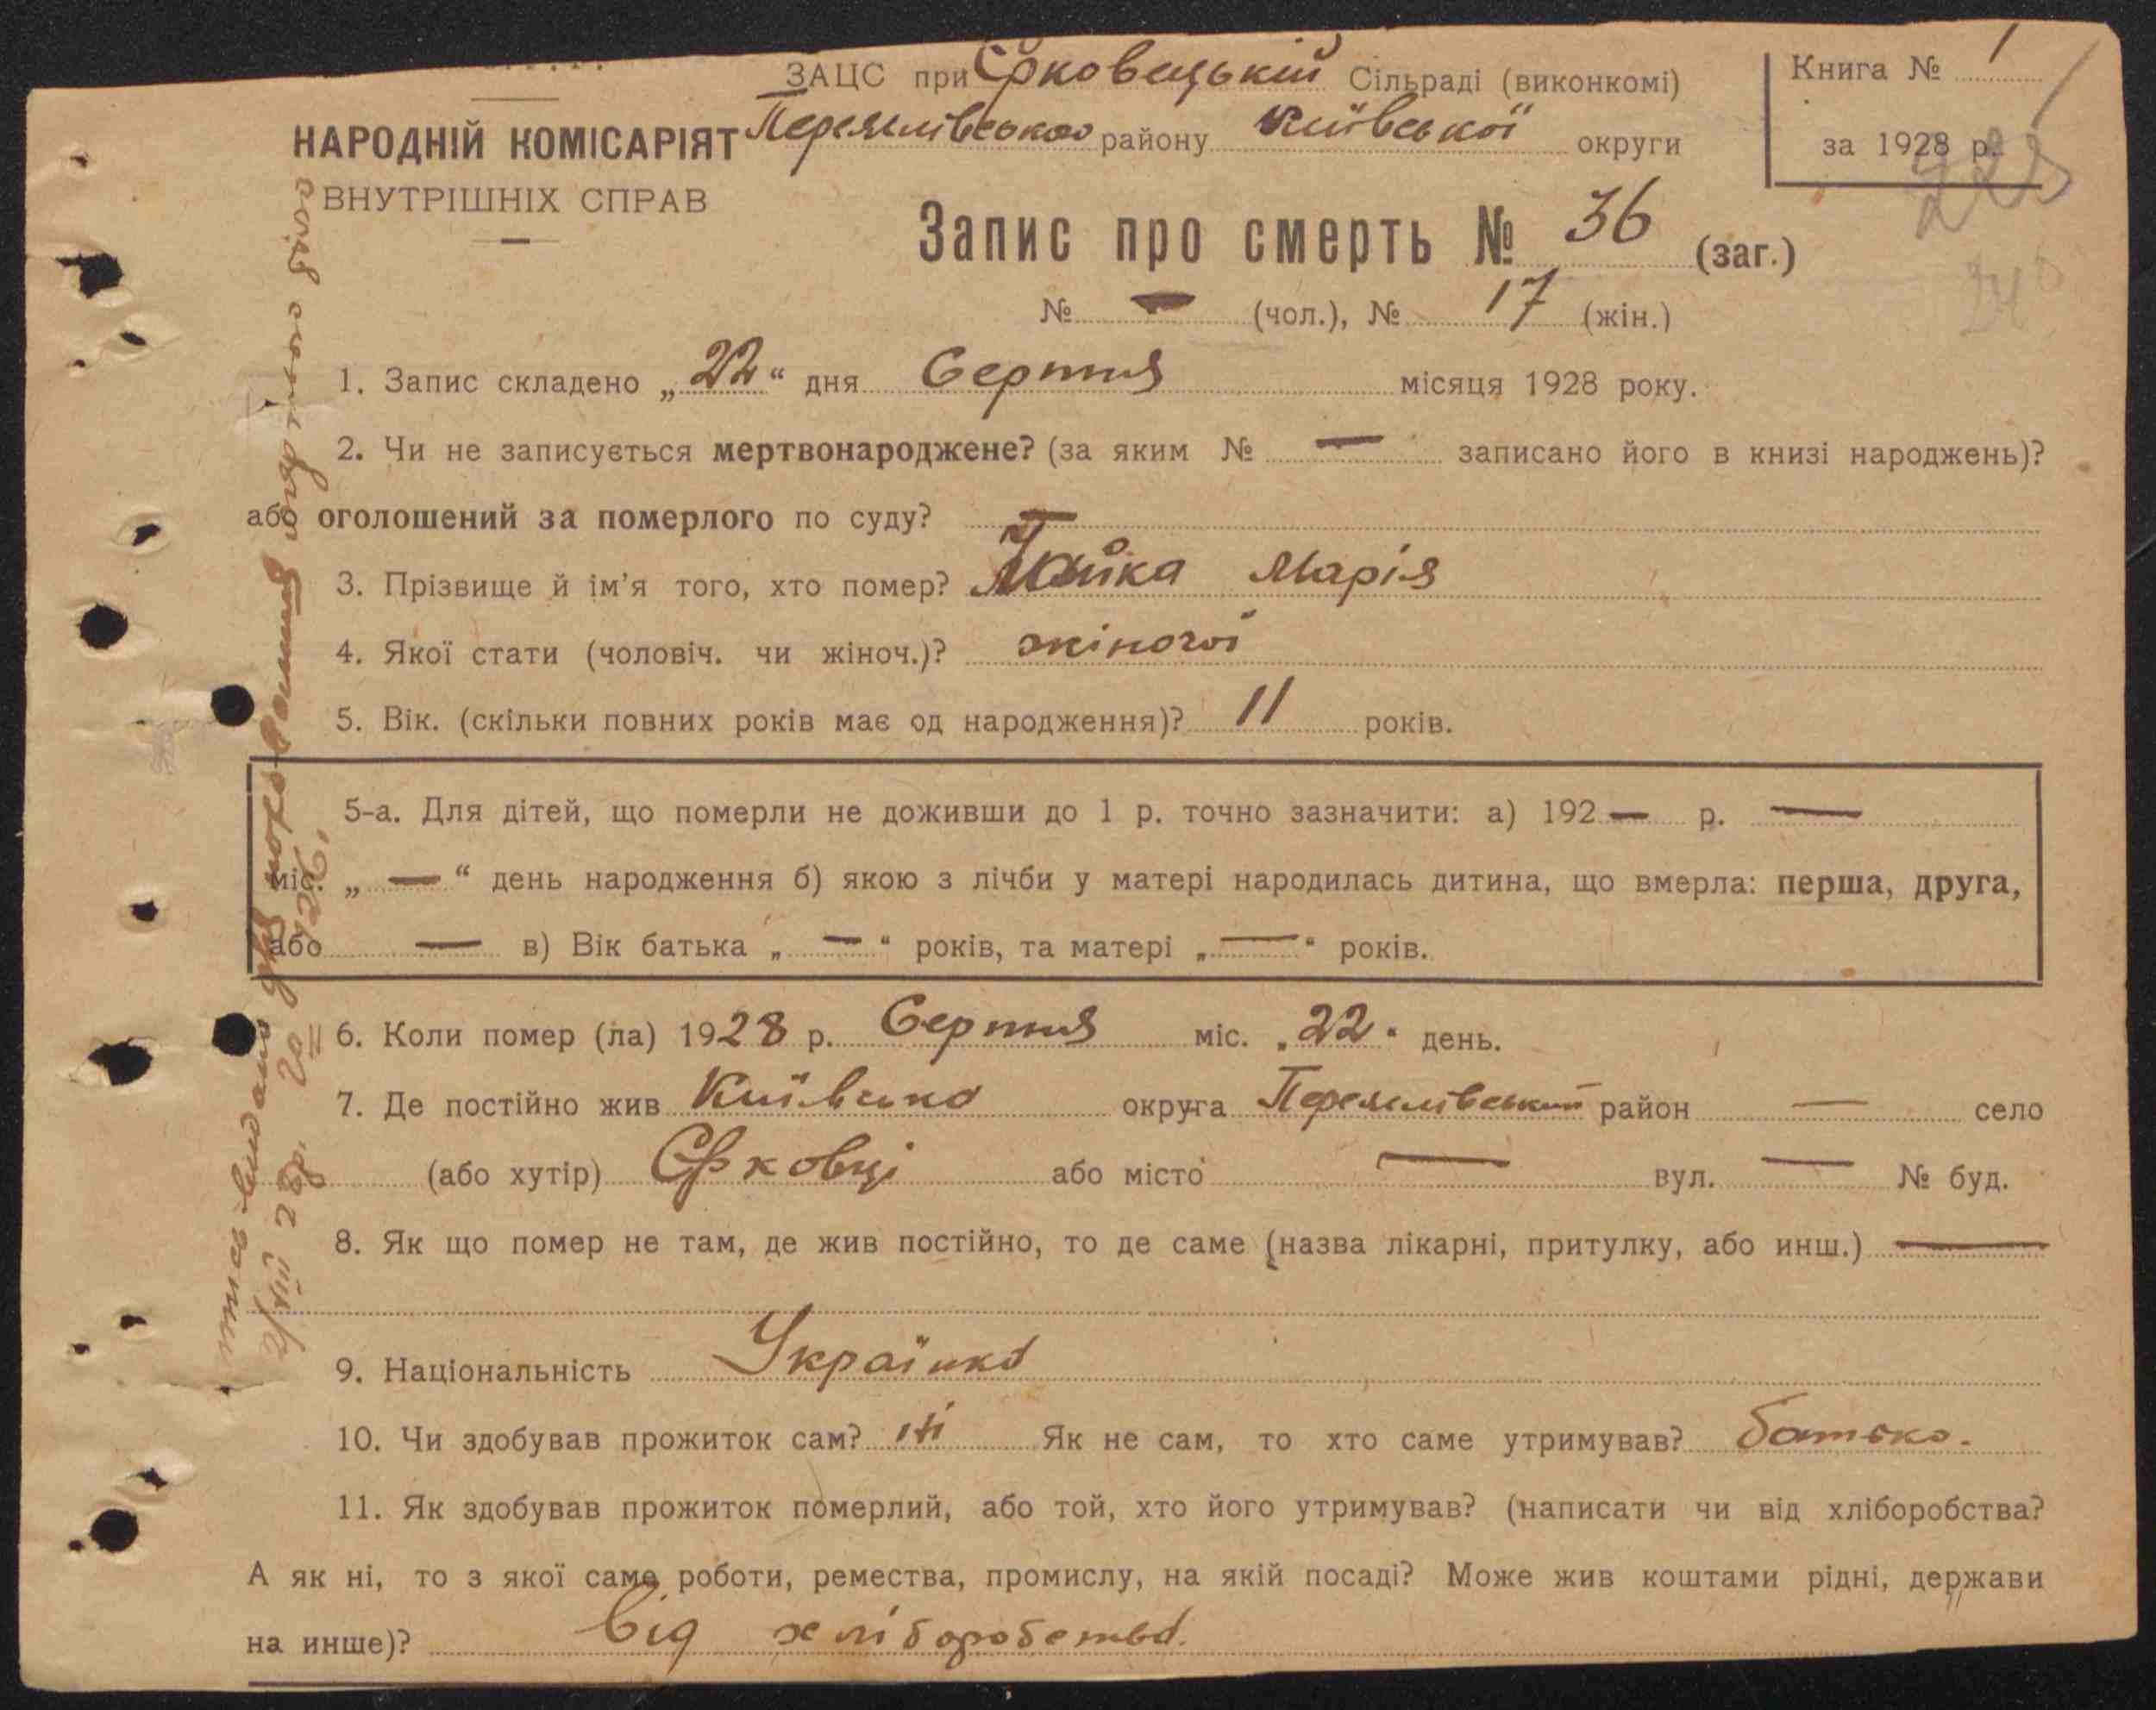 ЗАЦС при Єрковецькій Сільраді (виконкомі)
Книга № 1
НАРОДНІЙ КОМІСАРІЯТ
Переяслівського району Київської округи
за 1928 р.
ВНУТРІШНІХ СПРАВ
Запис про смерть № 36 (заг.)
№ — (чол.), № 17 (жін.)
1. Запис складено „22“ дня Серпня місяця 1928 року.
2. Чи не записується мертвонароджене? (за яким № — записано його в книзі народжень)?
або оголошений за померлого по суду? —
3. Прізвище й ім’я того, хто помер? Марія
4. Якої стати (чоловіч. чи жіноч.)? жіночої
5. Вік. (скільки повних років має од народження)? 11 років.
5-а. Для дітей, що померли не доживши до 1 р. точно зазначити: а) 192 — р. —
міс. „ — “ день народження б) якою з лічби у матері народилась дитина, що вмерла: перша, друга,
або — в) Вік батька „ — “ років, та матері „ — “ років.
6. Коли помер (ла) 1928 р. Серпня міс. „22“ день.
7. Де постійно жив Київсько округа Переяслівський район — село
(або хутір) Єрковці або місто — вул. — № буд.
8. Як що помер не там, де жив постійно, то де саме (назва лікарні, притулку, або инш.) —
9. Національність Українка
10. Чи здобував прожиток сам? ні Як не сам, то хто саме утримував? батько.
11. Як здобував прожиток померлий, або той, хто його утримував? (написати чи від хліборобства?
А як ні, то з якої саме роботи, ремества, промислу, на якій посаді? Може жив коштами рідні, держави
на инше)? від хліборобства.